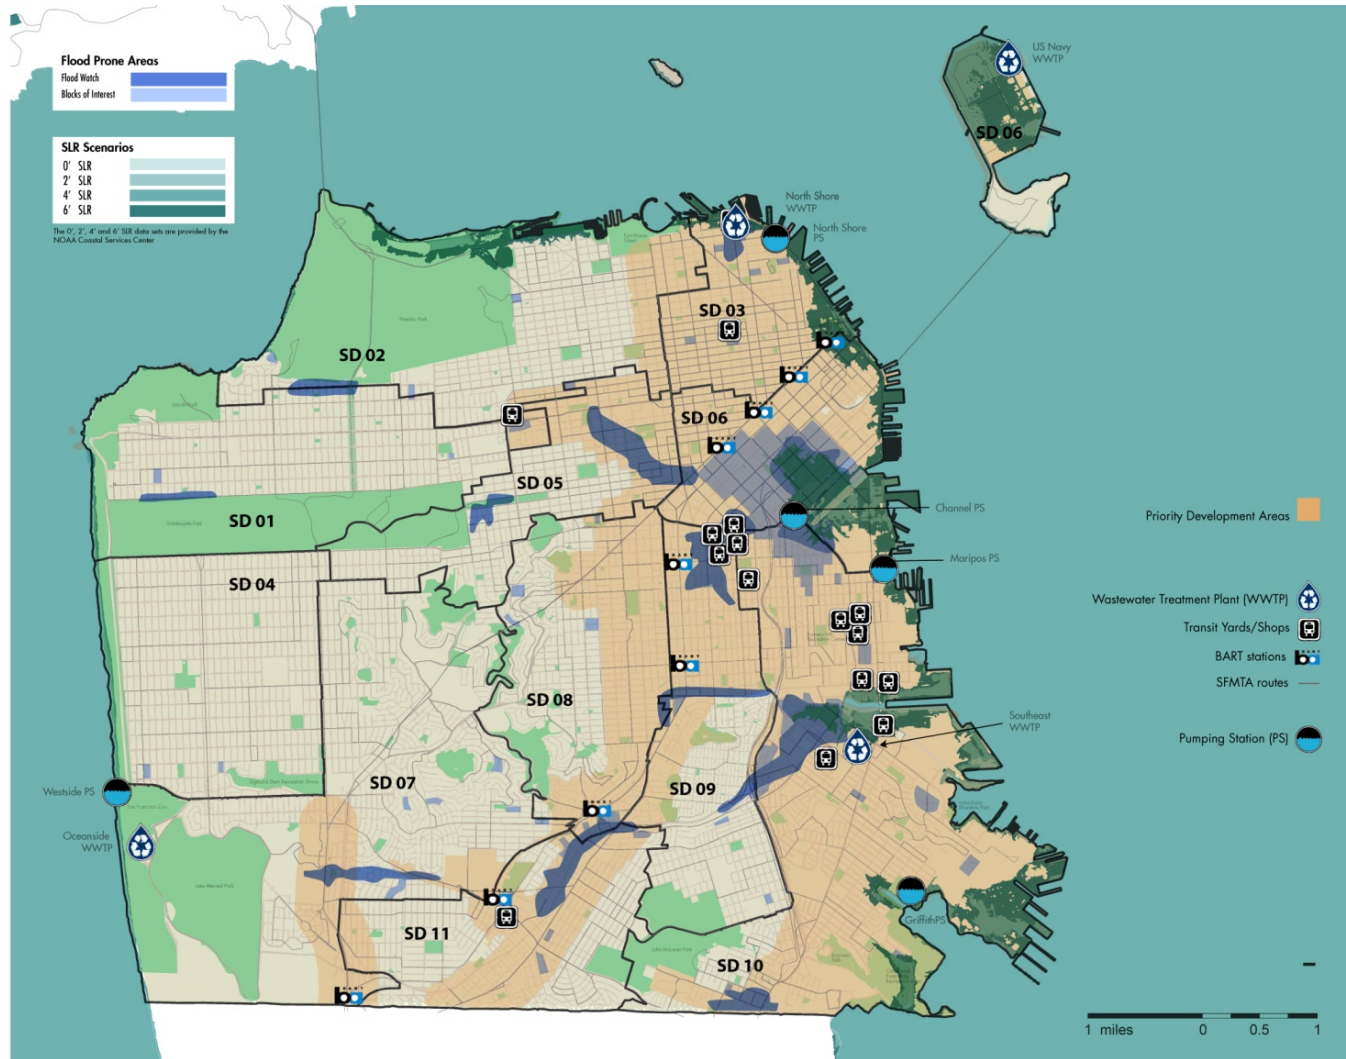 Flood Prone Areas
Flood Watch
Blocks of Interest
SLR Scenarios
0' SLR
2' SLR
4' SLR
6' SLR
The 0', 2', 4' and 6' SLR data sets are provided by the
NOAA Coastal Services Center
US Navy
WWTP
SD 06
North Shore
WWTP
North Shore
PS
SD 03
SD 02
SD 06
SD 05
SD 01
Channel PS
Maripos PS
SD 04
SD 08
SD 07
SD 09
Southeast
WWTP
Westside PS
Oceanside
WWTP
GriffithPS
SD 11
SD 10
Priority Development Areas
Wastewater Treatment Plant (WWTP)
Transit Yards/Shops
BART stations
SFMTA routes
Pumping Station (PS)
1 miles 0 0.5 1